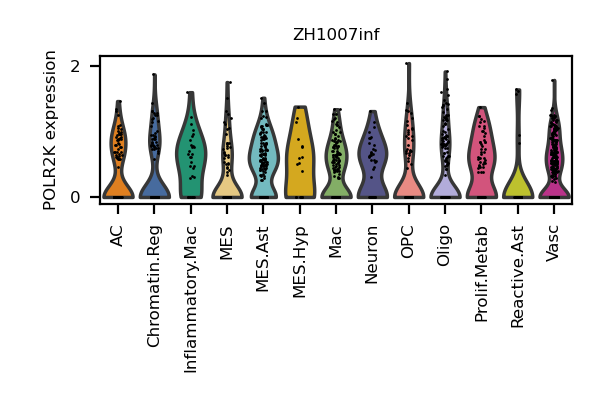 ZH1007inf
POLR2K expression
2
0
AC
Chromatin.Reg
Inflammatory.Mac
MES
MES.Ast
MES.Hyp
Mac
Neuron
OPC
Oligo
Prolif.Metab
Reactive.Ast
Vasc